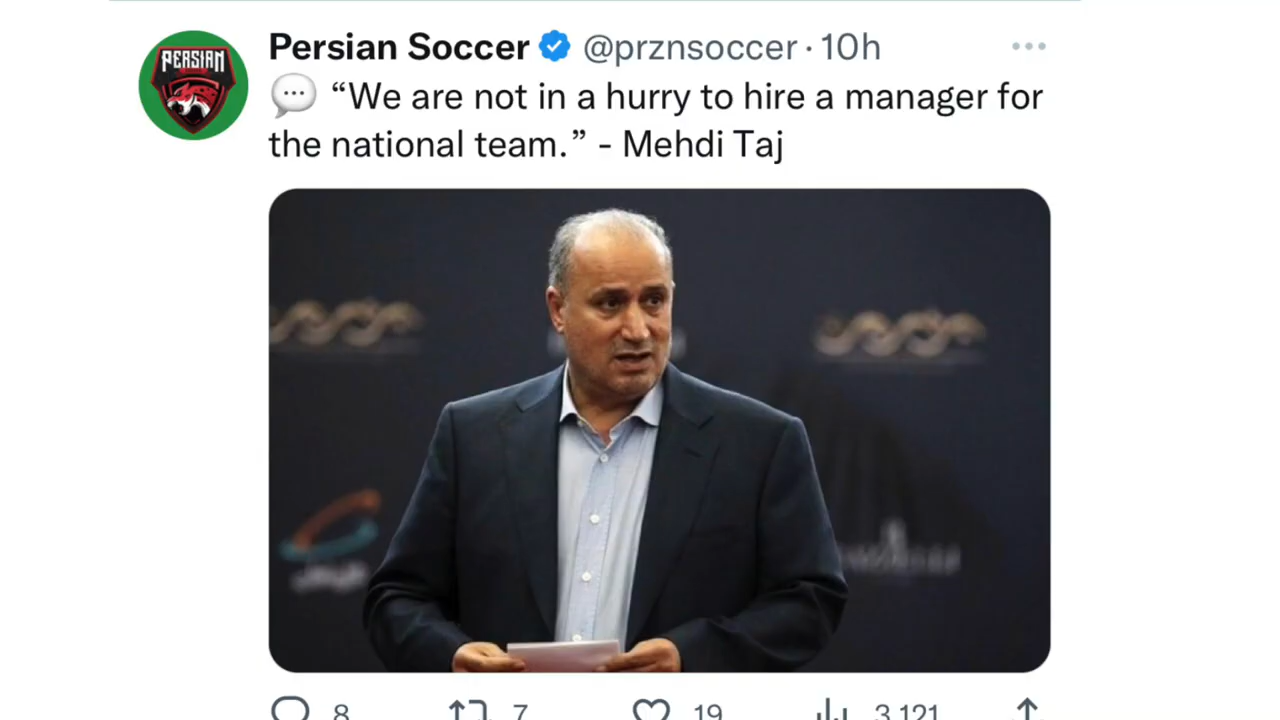 PERSIAN
Persian Soccer @prznsoccer · 10h
“We are not in a hurry to hire a manager for
the national team.” - Mehdi Taj
8 7 19 3,121